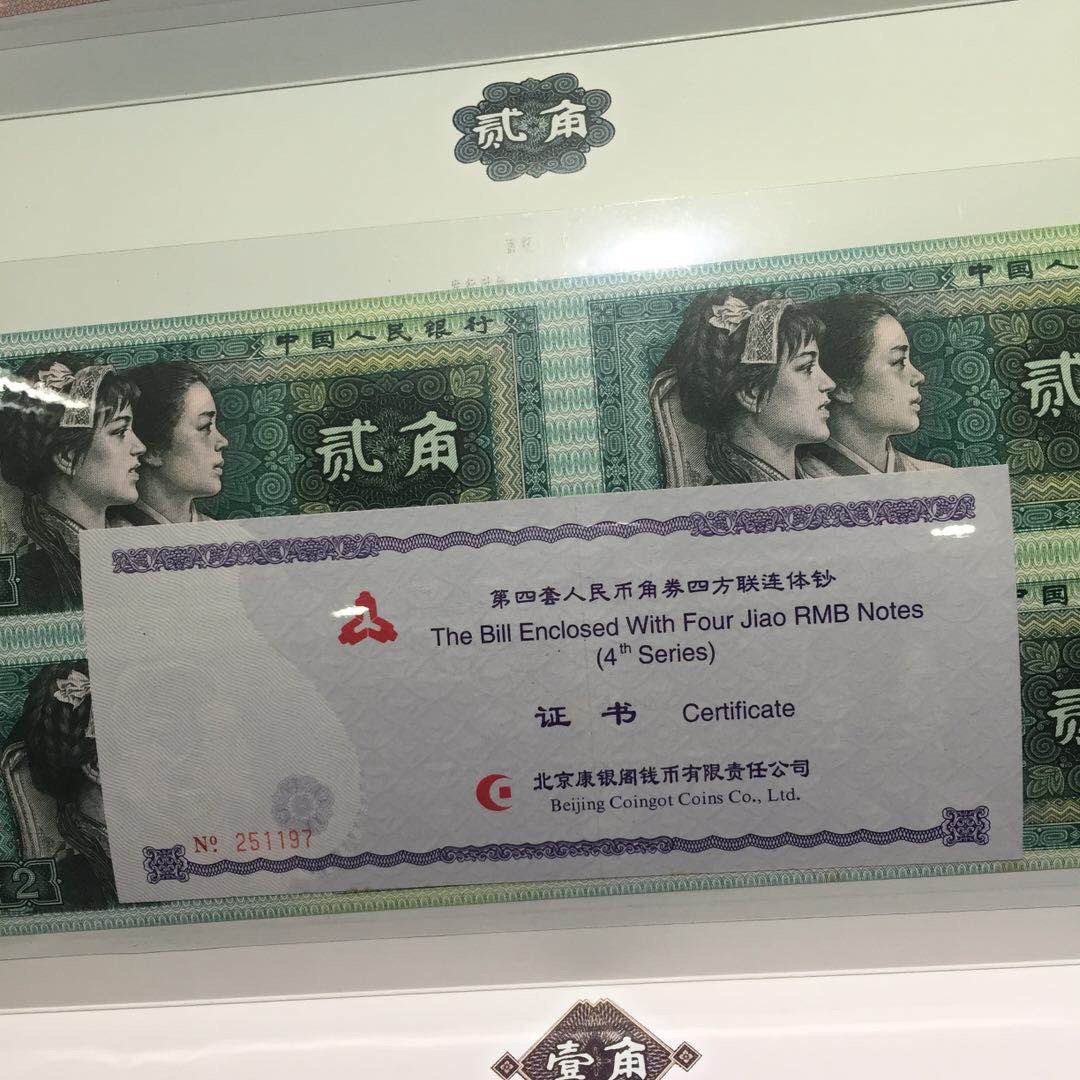 贰角
中国人民银行
贰角
中国人
贰
第四套人民币角券四方联连体钞
The Bill Enclosed With Four Jiao RMB Notes
(4th Series)
证书 Certificate
北京康银阁钱币有限责任公司
Beijing Coingot Coins Co., Ltd.
Nº 251197
中国
贰
2
壹角